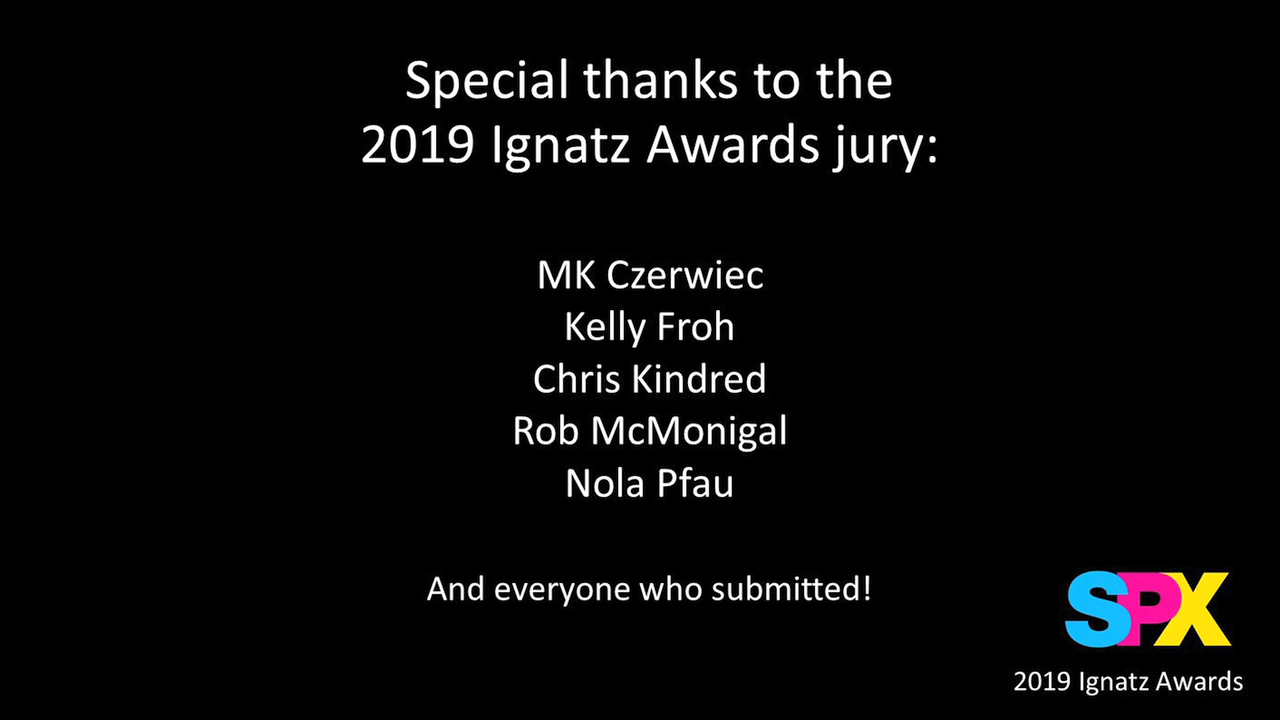 Special thanks to the
2019 Ignatz Awards jury:
MK Czerwiec
Kelly Froh
Chris Kindred
Rob McMonigal
Nola Pfau
And everyone who submitted!
SPX
2019 Ignatz Awards